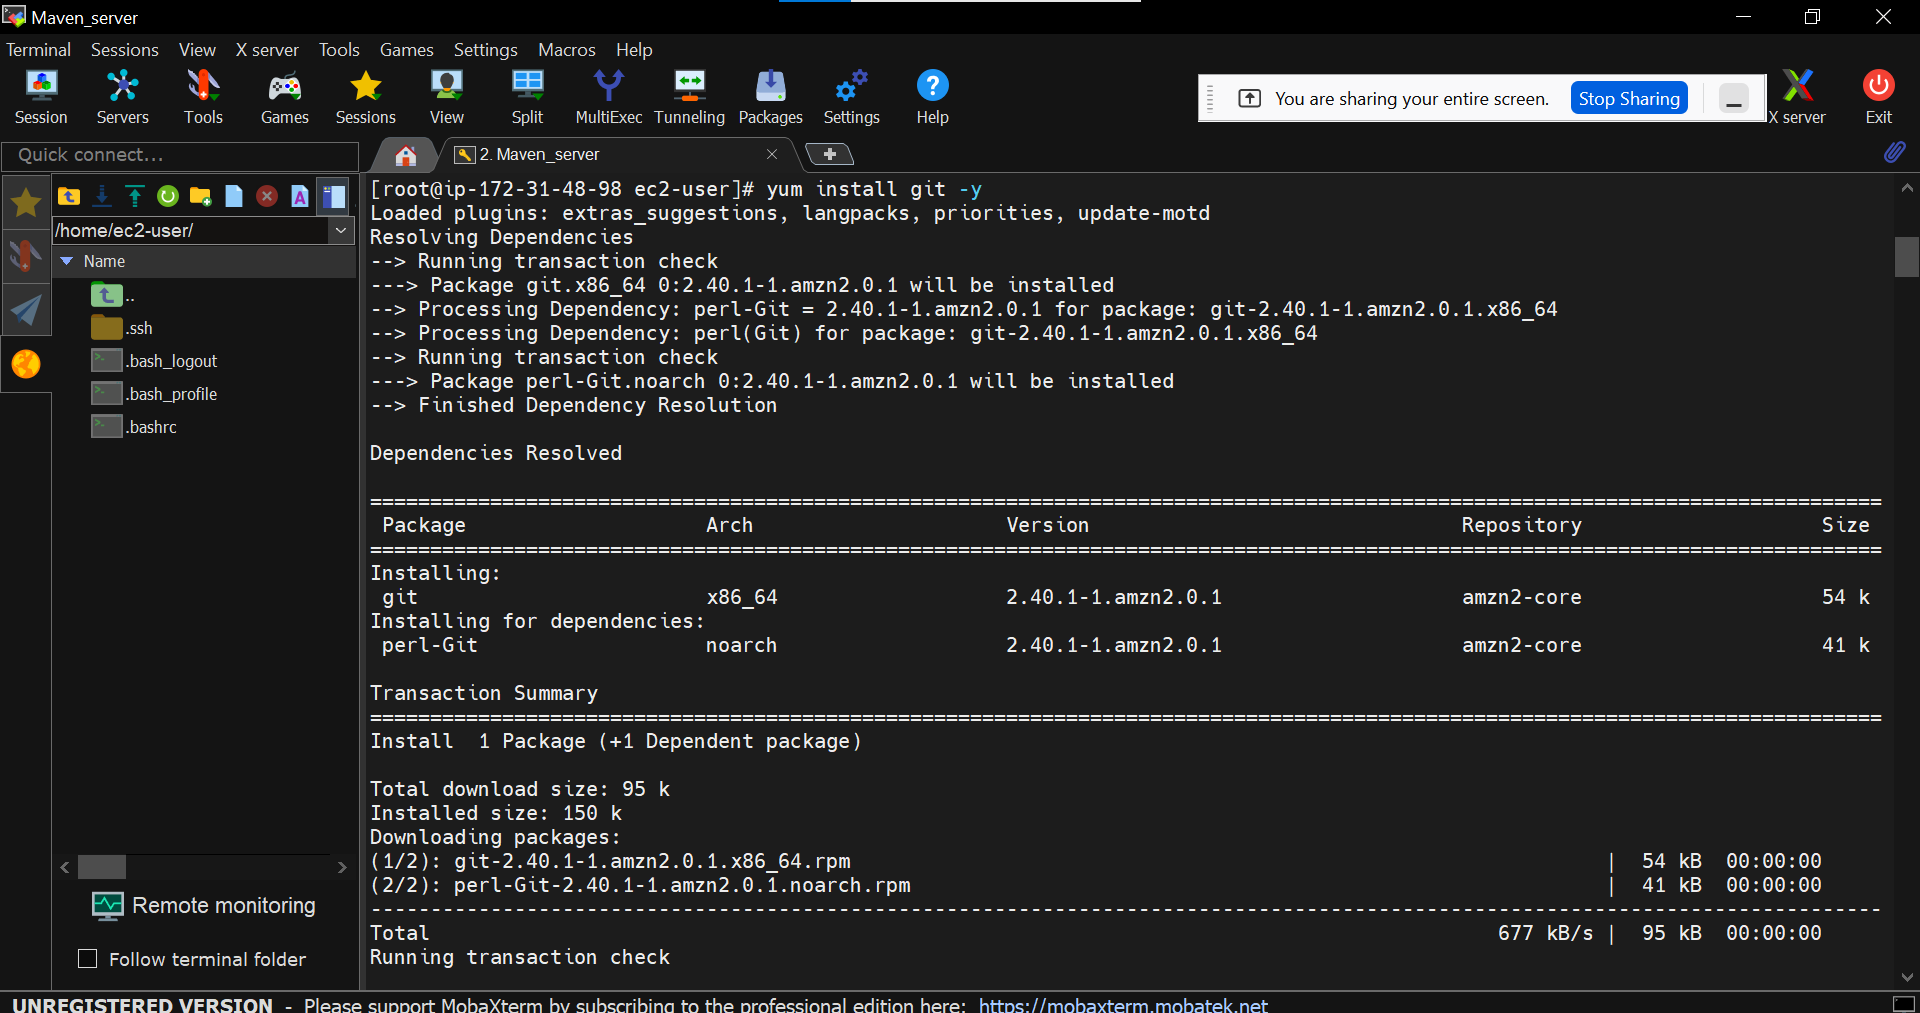 Maven_server
Terminal Sessions View X server Tools Games Settings Macros Help
Session Servers Tools Games Sessions View Split MultiExec Tunneling Packages Settings Help
You are sharing your entire screen. Stop Sharing
X server Exit
Quick connect...
2. Maven_server
/home/ec2-user/
Name
..
.ssh
.bash_logout
.bash_profile
.bashrc
Remote monitoring
Follow terminal folder
[root@ip-172-31-48-98 ec2-user]# yum install git -y
Loaded plugins: extras_suggestions, langpacks, priorities, update-motd
Resolving Dependencies
--> Running transaction check
---> Package git.x86_64 0:2.40.1-1.amzn2.0.1 will be installed
--> Processing Dependency: perl-Git = 2.40.1-1.amzn2.0.1 for package: git-2.40.1-1.amzn2.0.1.x86_64
--> Processing Dependency: perl(Git) for package: git-2.40.1-1.amzn2.0.1.x86_64
--> Running transaction check
---> Package perl-Git.noarch 0:2.40.1-1.amzn2.0.1 will be installed
--> Finished Dependency Resolution
Dependencies Resolved
Package Arch Version Repository Size
Installing:
git x86_64 2.40.1-1.amzn2.0.1 amzn2-core 54 k
Installing for dependencies:
perl-Git noarch 2.40.1-1.amzn2.0.1 amzn2-core 41 k
Transaction Summary
Install  1 Package (+1 Dependent package)
Total download size: 95 k
Installed size: 150 k
Downloading packages:
(1/2): git-2.40.1-1.amzn2.0.1.x86_64.rpm | 54 kB 00:00:00
(2/2): perl-Git-2.40.1-1.amzn2.0.1.noarch.rpm | 41 kB 00:00:00
Total 677 kB/s | 95 kB 00:00:00
Running transaction check
UNREGISTERED VERSION - Please support MobaXterm by subscribing to the professional edition here: https://mobaxterm.mobatek.net